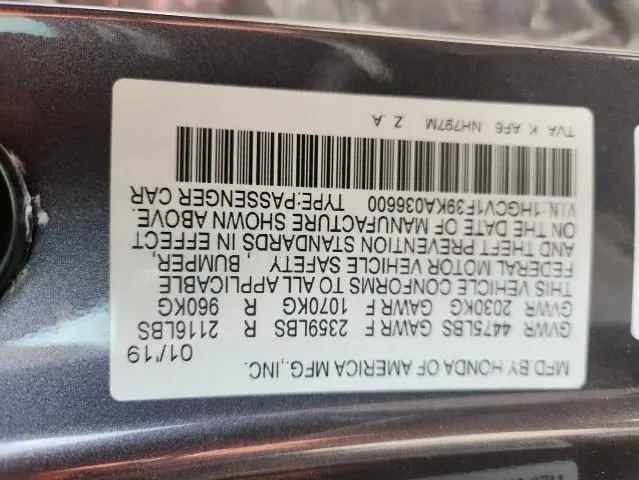 MFD BY HONDA OF AMERICA MFG.,INC. 01/19
GVWR 4475LBS GAWR F 2359LBS R 2116LBS
GVWR 2030KG GAWR F 1070KG R 960KG
THIS VEHICLE CONFORMS TO ALL APPLICABLE
FEDERAL MOTOR VEHICLE SAFETY , BUMPER,
AND THEFT PREVENTION STANDARDS IN EFFECT
ON THE DATE OF MANUFACTURE SHOWN ABOVE.
VIN:1HGCV1F39KA036600 TYPE:PASSENGER CAR
TVA K AF6 NH797M Z A